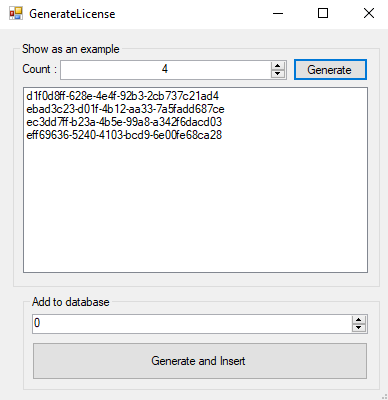 GenerateLicense
Show as an example
Count : 4 Generate
d1f0d8ff-628e-4e4f-92b3-2cb737c21ad4
ebad3c23-d01f-4b12-aa33-7a5fadd687ce
ec3dd7ff-b23a-4b5e-99a8-a342f6dacd03
eff69636-5240-4103-bcd9-6e00fe68ca28
Add to database
0
Generate and Insert